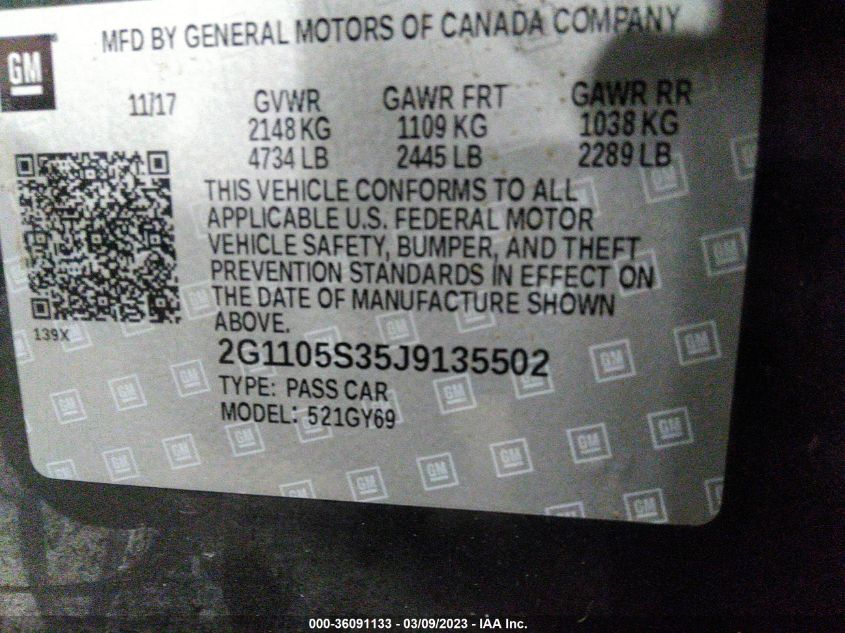 MFD BY GENERAL MOTORS OF CANADA COMPANY
GM
11/17 GVWR GAWR FRT GAWR RR
2148 KG 1109 KG 1038 KG
4734 LB 2445 LB 2289 LB
THIS VEHICLE CONFORMS TO ALL
APPLICABLE U.S. FEDERAL MOTOR
VEHICLE SAFETY, BUMPER, AND THEFT
PREVENTION STANDARDS IN EFFECT ON
THE DATE OF MANUFACTURE SHOWN
ABOVE.
139X
2G1105S35J9135502
TYPE: PASS CAR
MODEL: 521GY69
000-36091133 - 03/09/2023 - IAA Inc.